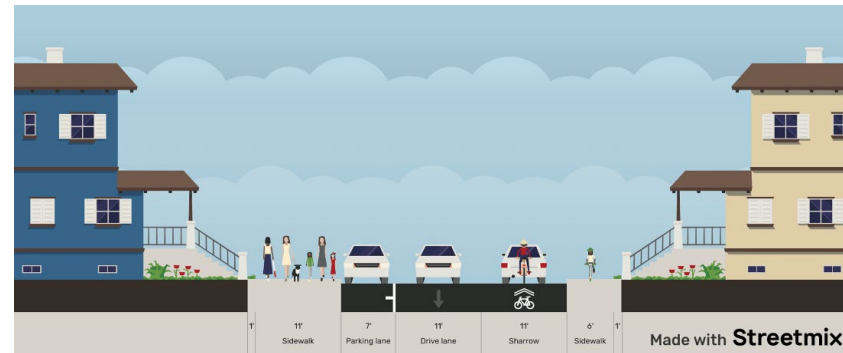 1' 11' 7' 11' 11' 6' 1'
Sidewalk Parking lane Drive lane Sharrow Sidewalk
Made with Streetmix